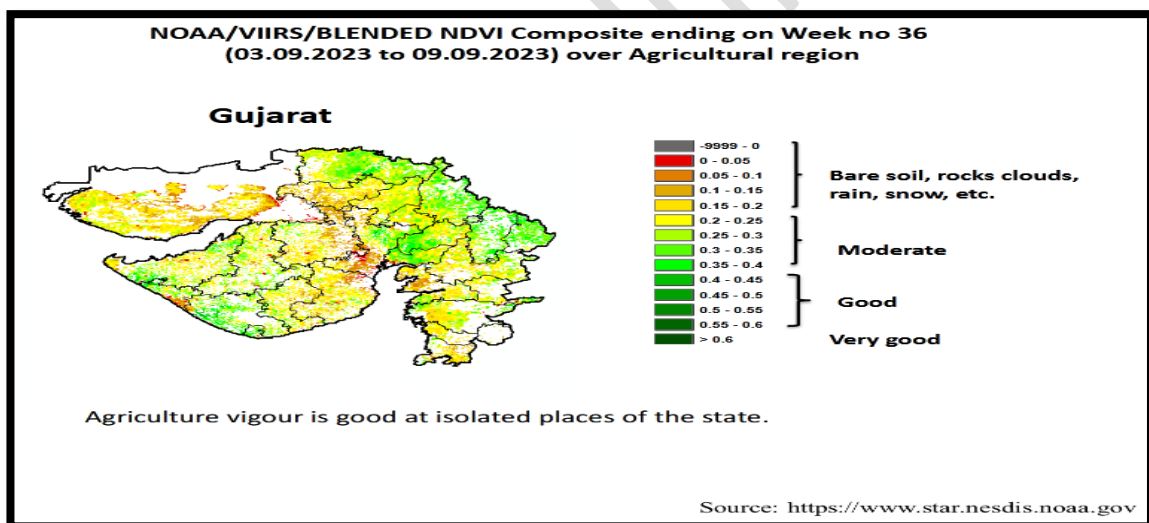 NOAA/VIIRS/BLENDED NDVI Composite ending on Week no 36
(03.09.2023 to 09.09.2023) over Agricultural region
Gujarat
-9999 - 0
0 - 0.05
0.05 - 0.1
0.1 - 0.15
0.15 - 0.2
0.2 - 0.25
0.25 - 0.3
0.3 - 0.35
0.35 - 0.4
0.4 - 0.45
0.45 - 0.5
0.5 - 0.55
0.55 - 0.6
> 0.6
Bare soil, rocks clouds,
rain, snow, etc.
Moderate
Good
Very good
Agriculture vigour is good at isolated places of the state.
Source: https://www.star.nesdis.noaa.gov